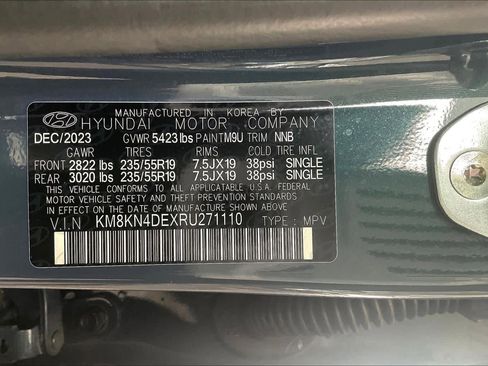 MANUFACTURED IN KOREA BY
HYUNDAI MOTOR COMPANY
DEC/2023 GVWR 5423 lbs PAINT M9U TRIM NNB
GAWR TIRES RIMS COLD TIRE INFL
FRONT 2822 lbs 235/55R19 7.5JX19 38psi SINGLE
REAR 3020 lbs 235/55R19 7.5JX19 38psi SINGLE
THIS VEHICLE CONFORMS TO ALL APPLICABLE U.S.A. FEDERAL
MOTOR VEHICLE SAFETY AND THEFT PREVENTION STANDARDS
IN EFFECT ON THE DATE OF MANUFACTURE SHOWN ABOVE.
V.I.N KM8KN4DEXRU271110 TYPE : MPV